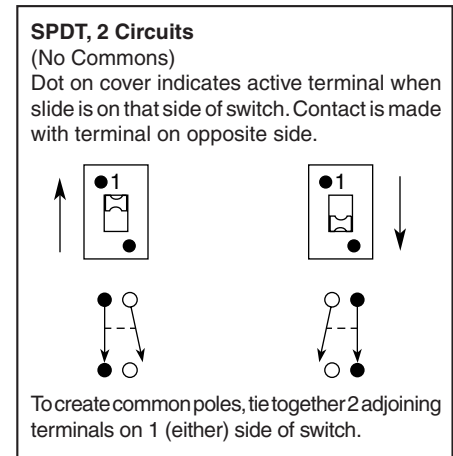 SPDT, 2 Circuits
(No Commons)
Dot on cover indicates active terminal when
slide is on that side of switch. Contact is made
with terminal on opposite side.
1
1
To create common poles, tie together 2 adjoining
terminals on 1 (either) side of switch.